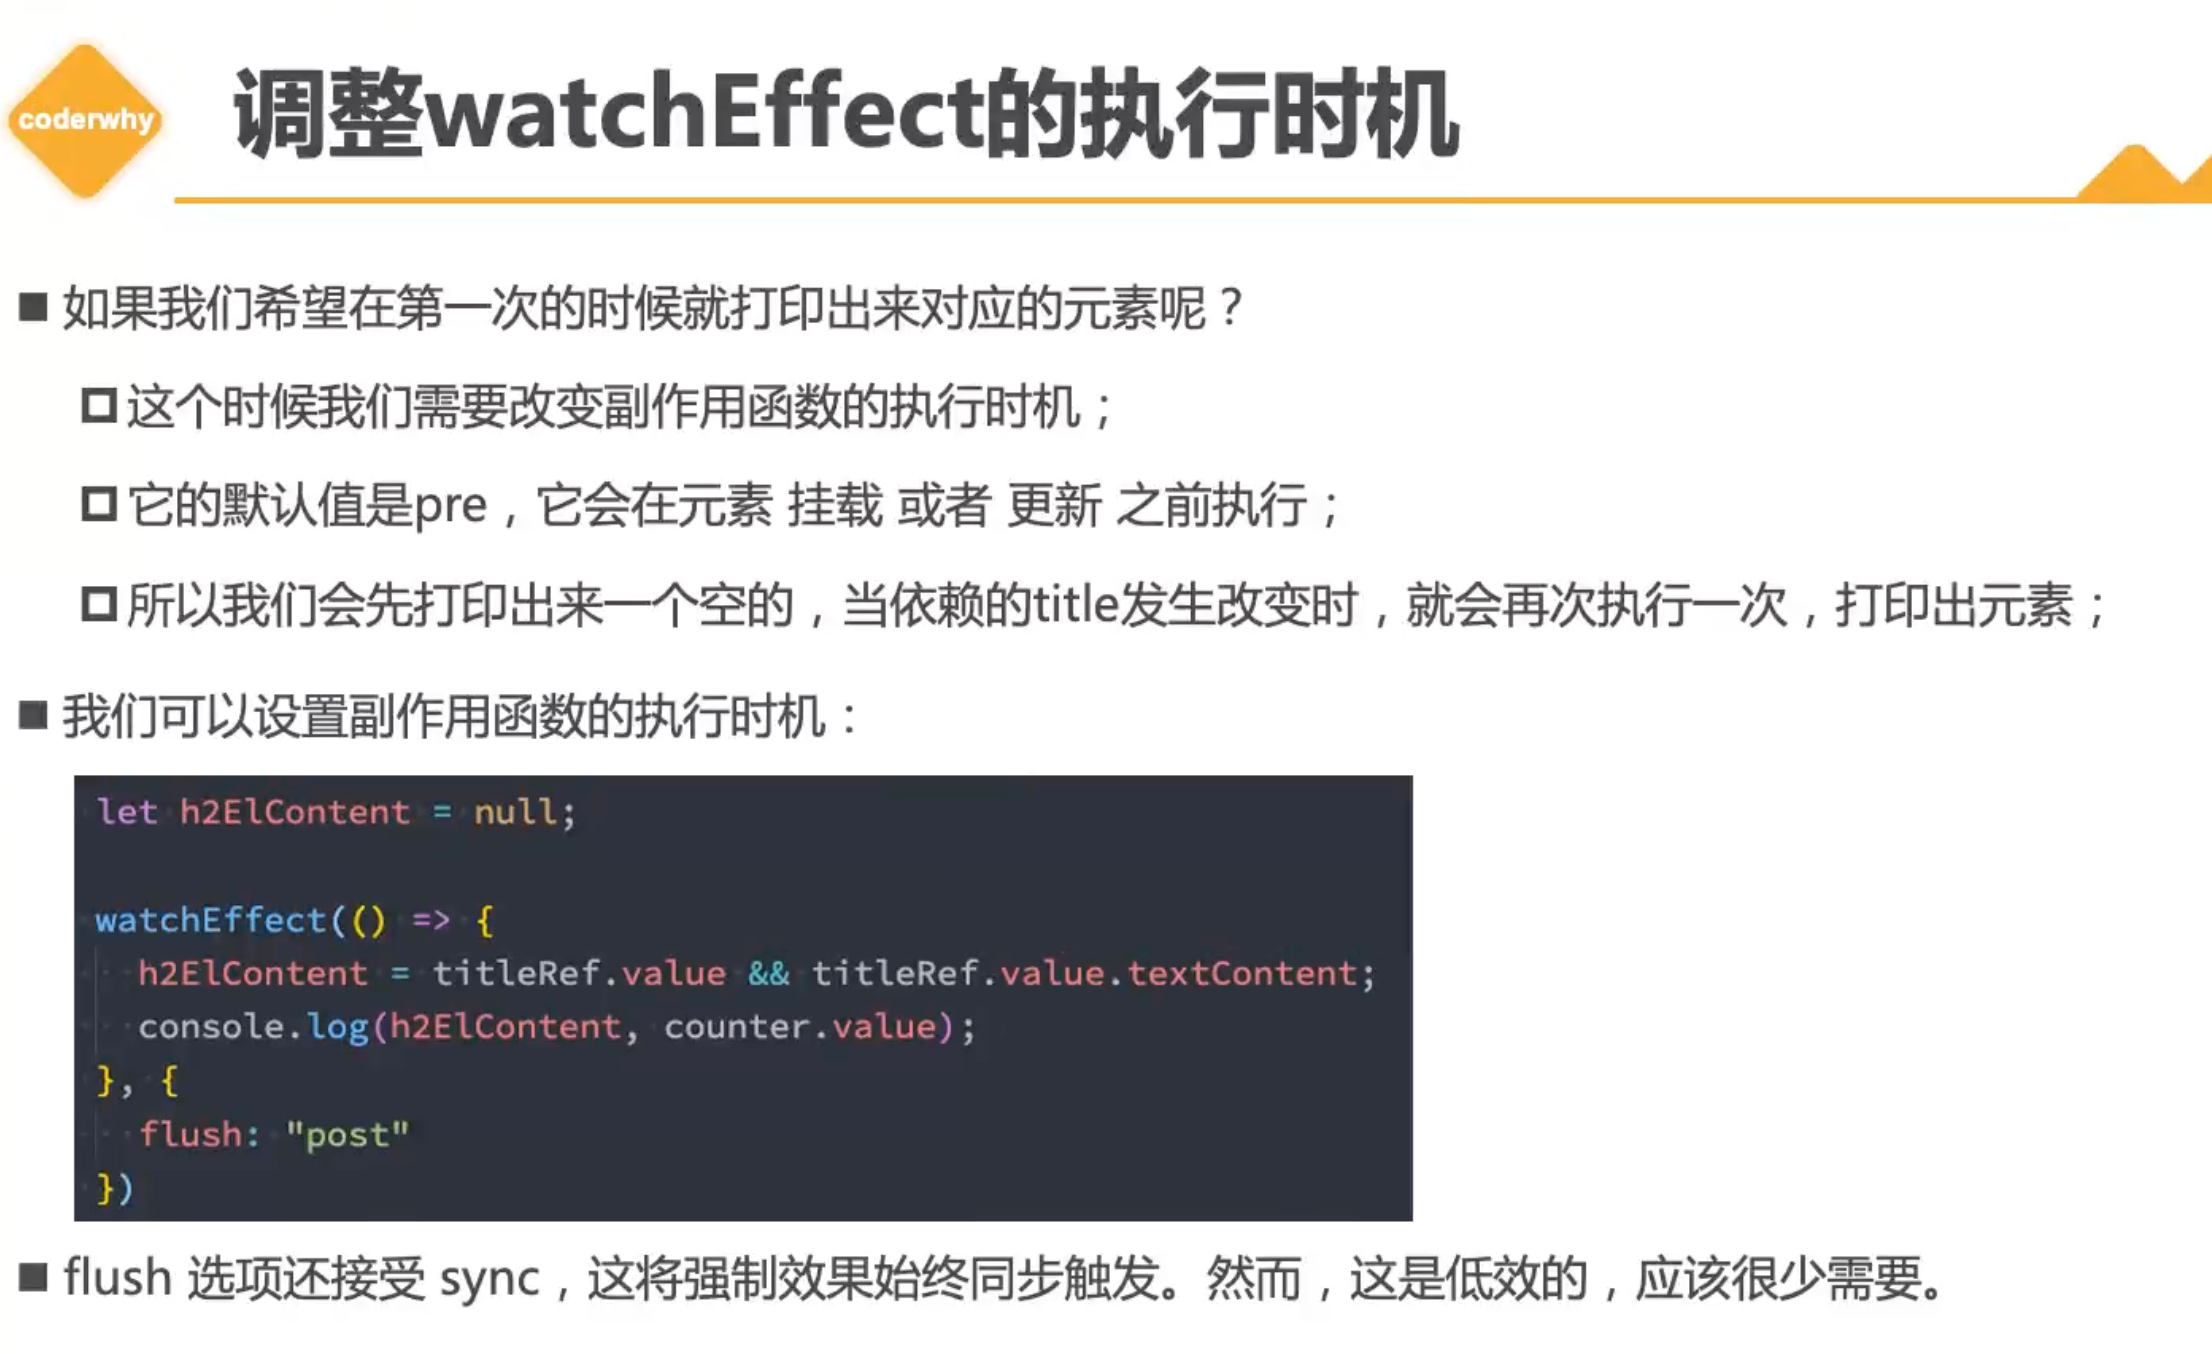 coderwhy
调整watchEffect的执行时机
如果我们希望在第一次的时候就打印出来对应的元素呢？
这个时候我们需要改变副作用函数的执行时机；
它的默认值是pre，它会在元素 挂载 或者 更新 之前执行；
所以我们会先打印出来一个空的，当依赖的title发生改变时，就会再次执行一次，打印出元素；
我们可以设置副作用函数的执行时机：
let h2ElContent = null;
watchEffect(() => {
h2ElContent = titleRef.value && titleRef.value.textContent;
console.log(h2ElContent, counter.value);
}, {
flush: "post"
})
flush 选项还接受 sync，这将强制效果始终同步触发。然而，这是低效的，应该很少需要。